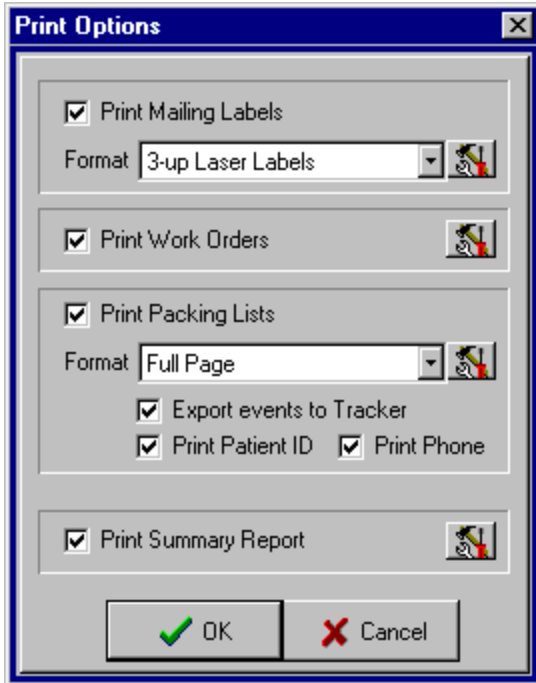 Print Options
Print Mailing Labels
Format 3-up Laser Labels
Print Work Orders
Print Packing Lists
Format Full Page
Export events to Tracker
Print Patient ID Print Phone
Print Summary Report
OK Cancel